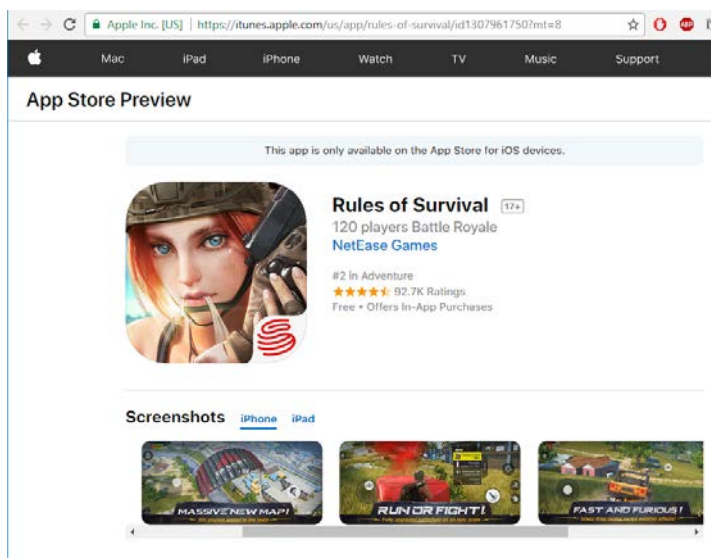 Apple Inc. [US] | https://itunes.apple.com/us/app/rules-of-survival/id1307961750?mt=8
ABP
Mac iPad iPhone Watch TV Music Support
App Store Preview
This app is only available on the App Store for iOS devices.
Rules of Survival 17+
120 players Battle Royale
NetEase Games
#2 in Adventure
92.7K Ratings
Free • Offers In-App Purchases
Screenshots iPhone iPad
MASSIVE NEW MAP!
RUN OR FIGHT!
FAST AND FURIOUS!